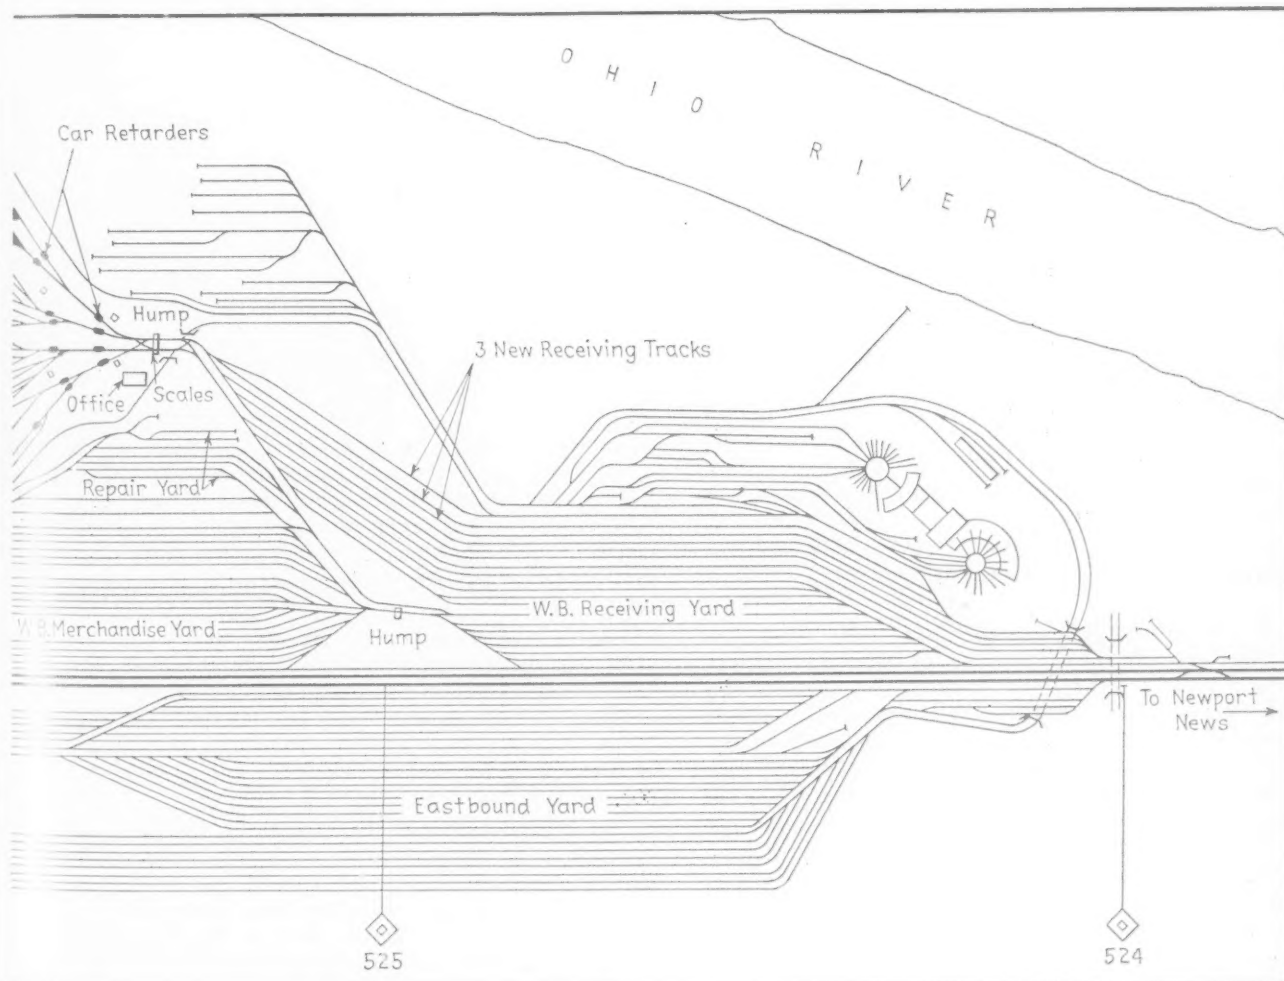 OHIO RIVER
Car Retarders
Hump
3 New Receiving Tracks
Office
Scales
Repair Yard
W.B. Receiving Yard
W.B. Merchandise Yard
Hump
To Newport
News
Eastbound Yard
525
524